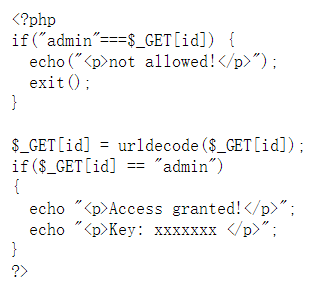 <?php
if("admin"===$_GET[id]) {
  echo("<p>not allowed!</p>");
  exit();
}

$_GET[id] = urldecode($_GET[id]);
if($_GET[id] == "admin")
{
  echo "<p>Access granted!</p>";
  echo "<p>Key: xxxxxxx </p>";
}
?>